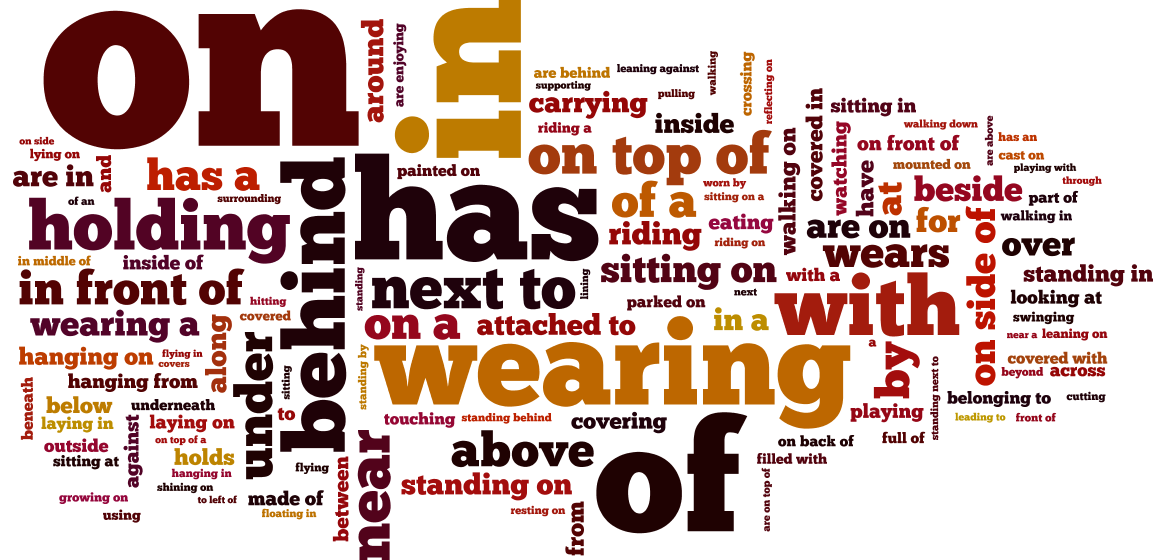 on
in
around
are enjoying
are behind
leaning against
supporting
walking
crossing
reflecting on
carrying
pulling
riding a
inside
covered in
sitting in
on side
lying on
are in
and
has a
of an
surrounding
behind
painted on
has
on top of
walking on
watching
on front of
walking down
are above
has an
cast on
mounted on
playing with
through
holding
of a
worn by
sitting on a
have
at
beside
part of
riding
eating
riding on
are on
for
walking in
in middle of
inside of
wears
on side of
over
in front of
hitting
covered
standing
next to
lining
sitting on
next
with a
standing in
parked on
with
looking at
wearing a
along
on a
attached to
in a
swinging
near a
leaning on
hanging on
flying in
covers
under
standing by
wearing
a
by
covered with
beyond
across
hanging from
sitting
beneath
below
underneath
to
standing next to
belonging to
cutting
laying in
laying on
touching
standing behind
covering
of
playing
leading to
front of
outside
on top of a
against
near
above
on back of
full of
sitting at
holds
hanging in
flying
between
filled with
shining on
standing on
are on top of
growing on
to left of
made of
floating in
resting on
from
using